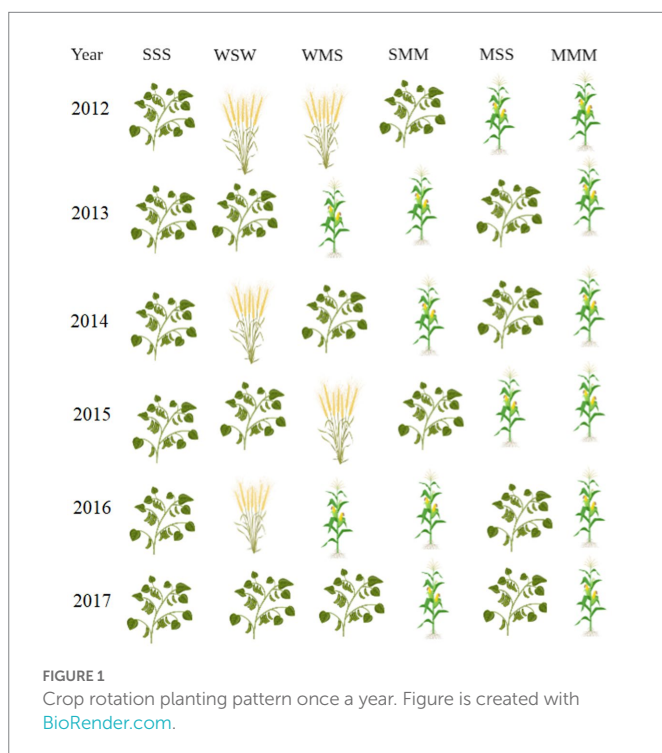 Year SSS WSW WMS SMM MSS MMM
2012
2013
2014
2015
2016
2017
FIGURE 1
Crop rotation planting pattern once a year. Figure is created with
BioRender.com.